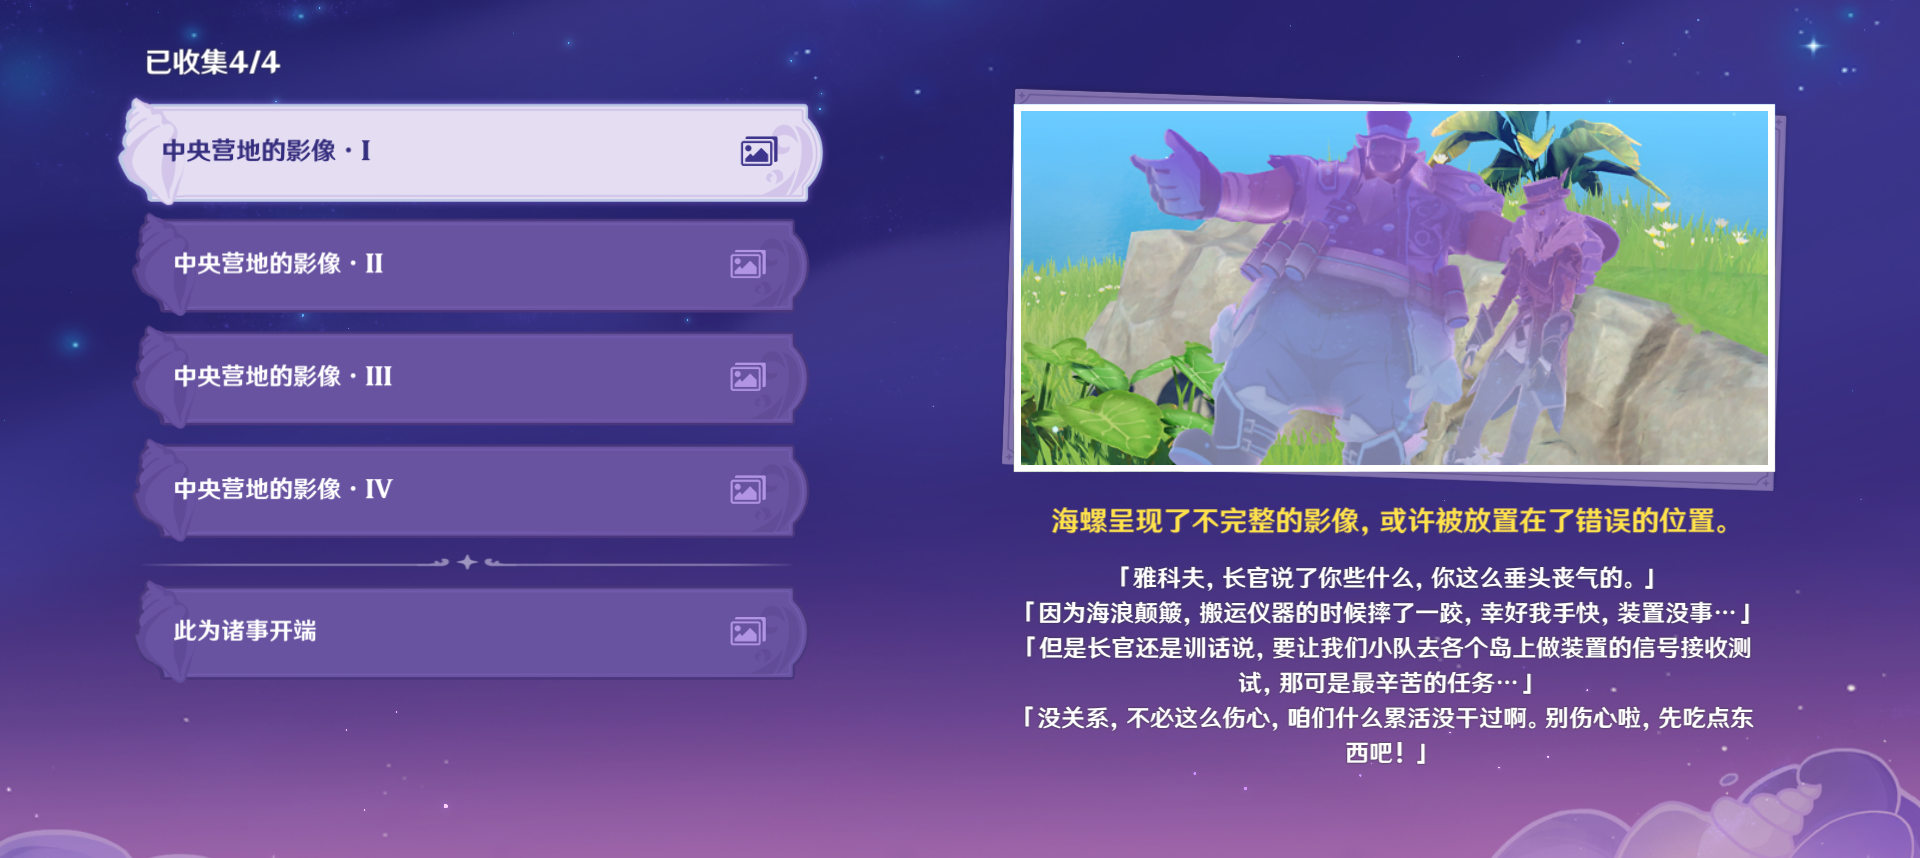 已收集4/4
中央营地的影像·I
中央营地的影像·II
中央营地的影像·III
中央营地的影像·IV
此为诸事开端
海螺呈现了不完整的影像，或许被放置在了错误的位置。
「雅科夫，长官说了你些什么，你这么垂头丧气的。」
「因为海浪颠簸，搬运仪器的时候摔了一跤，幸好我手快，装置没事…」
「但是长官还是训话说，要让我们小队去各个岛上做装置的信号接收测
试，那可是最辛苦的任务…」
「没关系，不必这么伤心，咱们什么累活没干过啊。别伤心啦，先吃点东
西吧！」